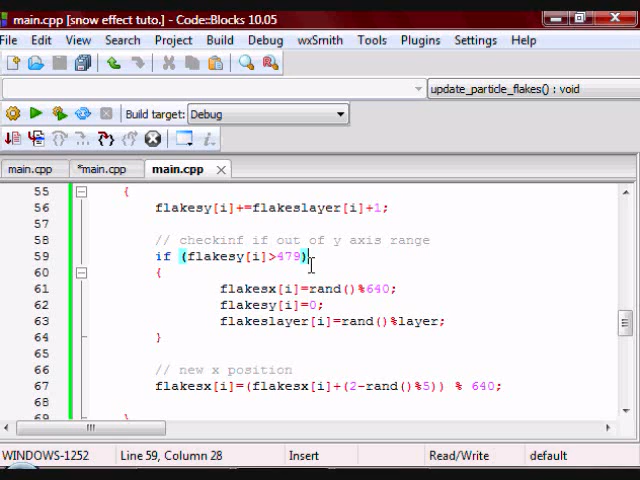 main.cpp [snow effect tuto.] - Code::Blocks 10.05
File Edit View Search Project Build Debug wxSmith Tools Plugins Settings Help
update_particle_flakes() : void
Build target: Debug
main.cpp *main.cpp main.cpp
55 {
56 flakesy[i]+=flakeslayer[i]+1;
57
58 // checkinf if out of y axis range
59 if (flakesy[i]>479)
60 {
61 flakesx[i]=rand()%640;
62 flakesy[i]=0;
63 flakeslayer[i]=rand()%layer;
64 }
65
66 // new x position
67 flakesx[i]=(flakesx[i]+(2-rand()%5)) % 640;
68
69 }
WINDOWS-1252 Line 59, Column 28 Insert Read/Write default